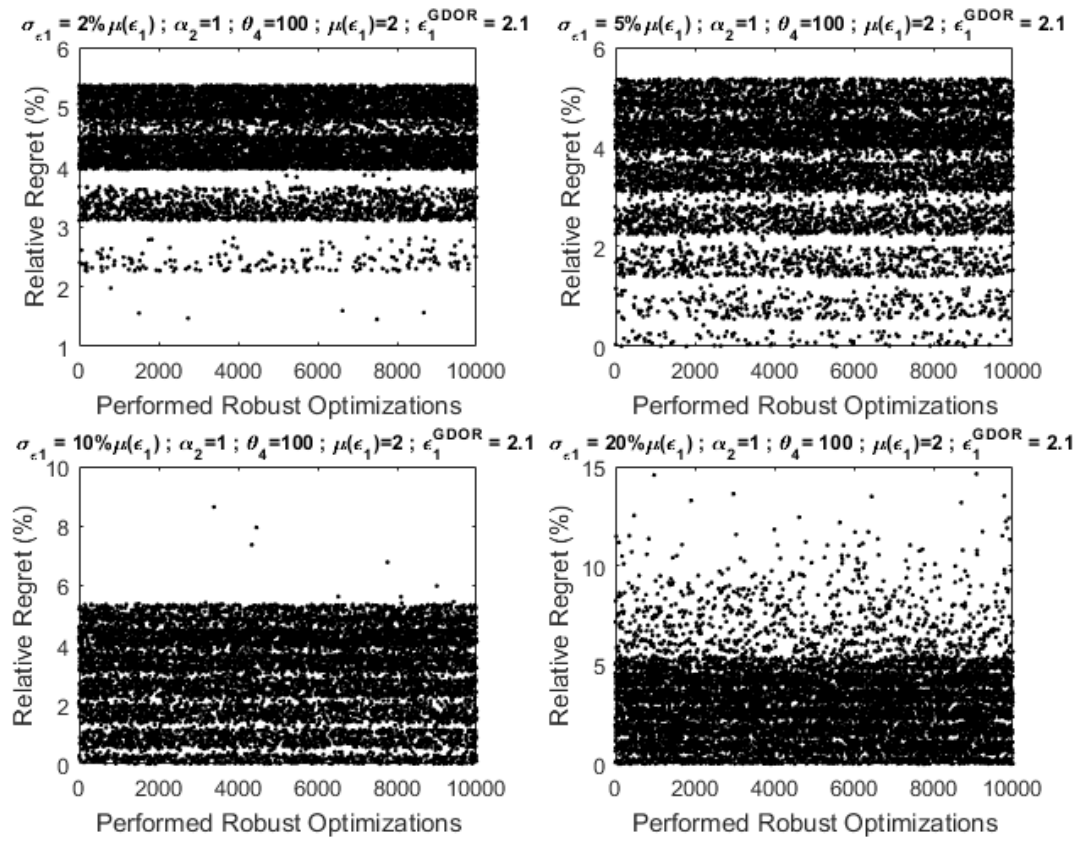 σϵ1 = 2%μ(ϵ1) ; α2=1 ; θ4=100 ; μ(ϵ1)=2 ; ϵ1GDOR = 2.1
6
5
4
3
2
1
Relative Regret (%)
0 2000 4000 6000 8000 10000
Performed Robust Optimizations
σϵ1 = 5%μ(ϵ1) ; α2=1 ; θ4=100 ; μ(ϵ1)=2 ; ϵ1GDOR = 2.1
6
4
2
0
Relative Regret (%)
0 2000 4000 6000 8000 10000
Performed Robust Optimizations
σϵ1 = 10%μ(ϵ1) ; α2=1 ; θ4=100 ; μ(ϵ1)=2 ; ϵ1GDOR = 2.1
10
8
6
4
2
0
Relative Regret (%)
0 2000 4000 6000 8000 10000
Performed Robust Optimizations
σϵ1 = 20%μ(ϵ1) ; α2=1 ; θ4= 100 ; μ(ϵ1)=2 ; ϵ1GDOR = 2.1
15
10
5
0
Relative Regret (%)
0 2000 4000 6000 8000 10000
Performed Robust Optimizations